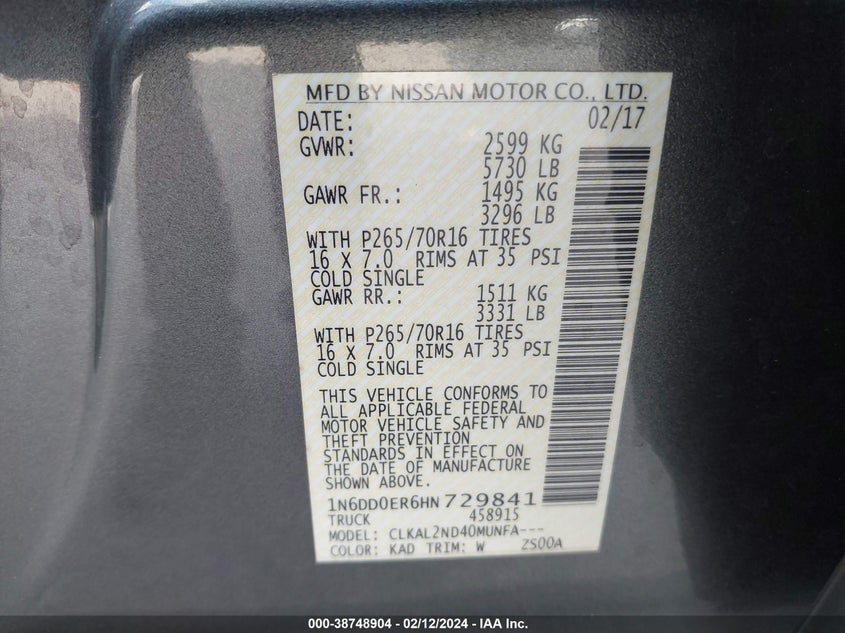 MFD BY NISSAN MOTOR CO., LTD.
DATE: 02/17
GVWR: 2599 KG
5730 LB
GAWR FR.: 1495 KG
3296 LB
WITH P265/70R16 TIRES
16 X 7.0 RIMS AT 35 PSI
COLD SINGLE
GAWR RR.: 1511 KG
3331 LB
WITH P265/70R16 TIRES
16 X 7.0 RIMS AT 35 PSI
COLD SINGLE
THIS VEHICLE CONFORMS TO
ALL APPLICABLE FEDERAL
MOTOR VEHICLE SAFETY AND
THEFT PREVENTION
STANDARDS IN EFFECT ON
THE DATE OF MANUFACTURE
SHOWN ABOVE.
1N6DD0ER6HN729841
TRUCK 458915
MODEL: CLKAL2ND40MUNFA---
COLOR: KAD TRIM: W ZS00A
000-38748904 - 02/12/2024 - IAA Inc.